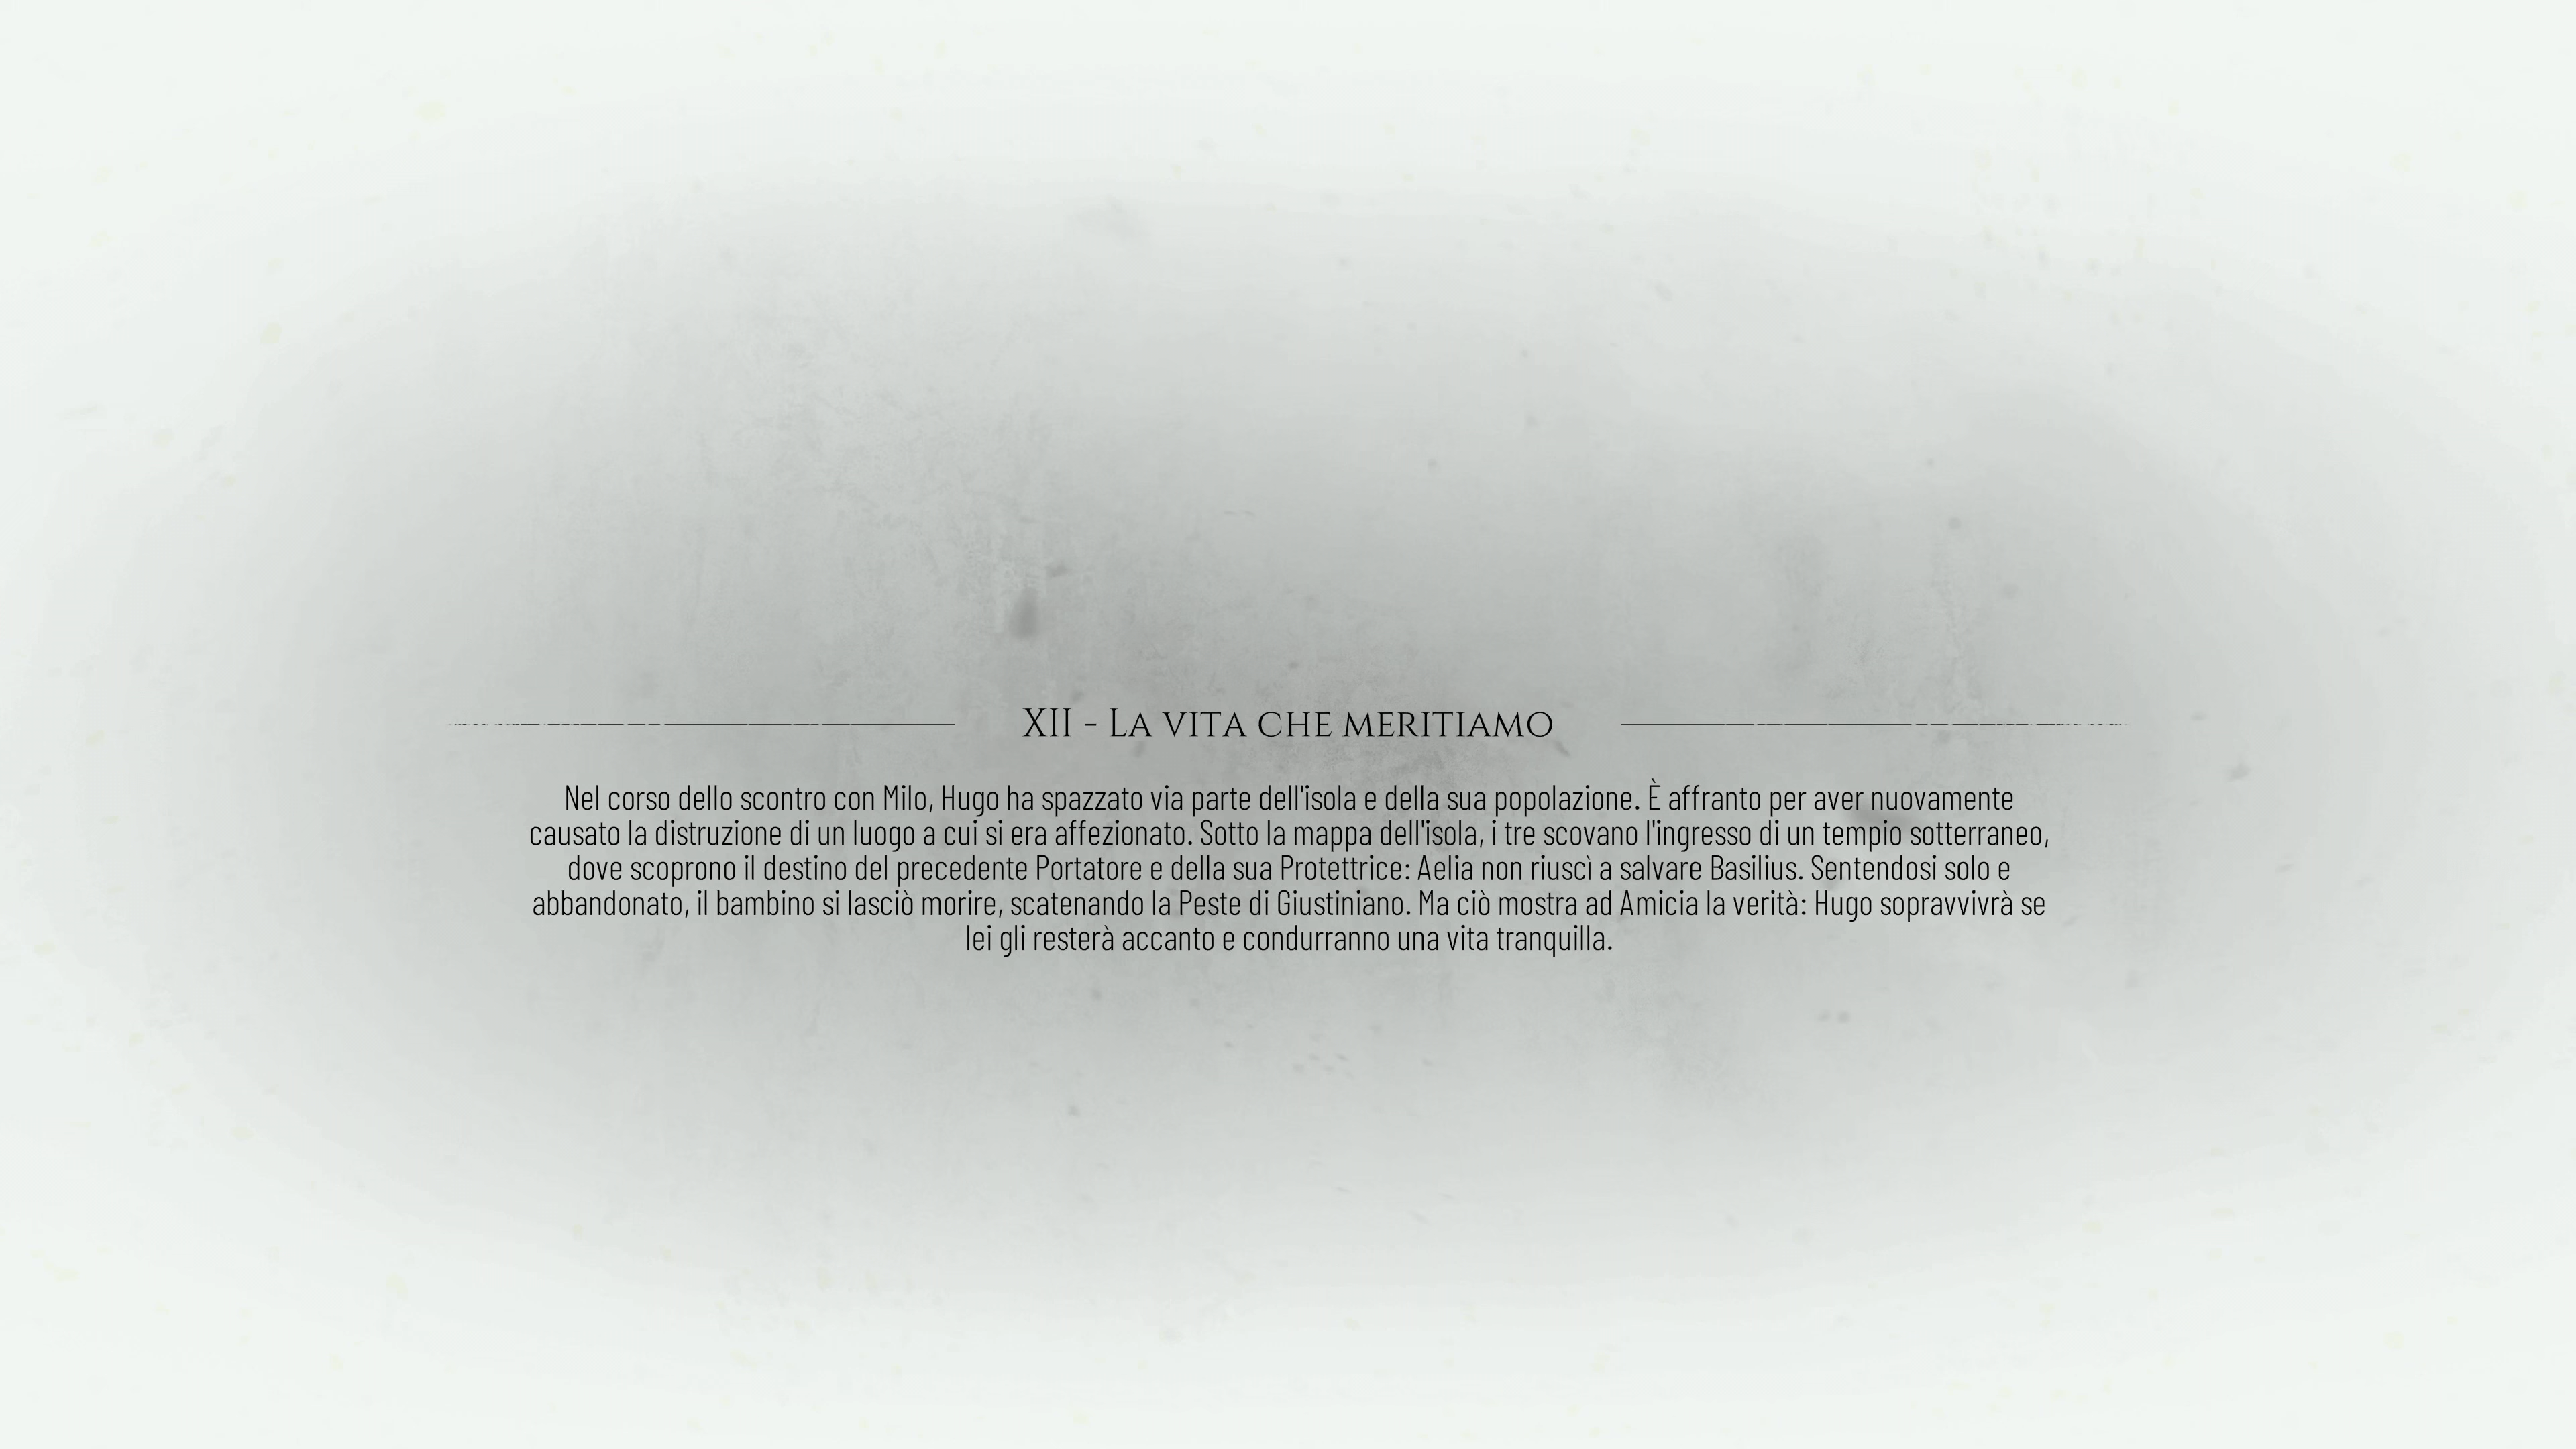 XII - La vita che meritiamo
Nel corso dello scontro con Milo, Hugo ha spazzato via parte dell'isola e della sua popolazione. È affranto per aver nuovamente
causato la distruzione di un luogo a cui si era affezionato. Sotto la mappa dell'isola, i tre scovano l'ingresso di un tempio sotterraneo,
dove scoprono il destino del precedente Portatore e della sua Protettrice: Aelia non riuscì a salvare Basilius. Sentendosi solo e
abbandonato, il bambino si lasciò morire, scatenando la Peste di Giustiniano. Ma ciò mostra ad Amicia la verità: Hugo sopravvivrà se
lei gli resterà accanto e condurranno una vita tranquilla.